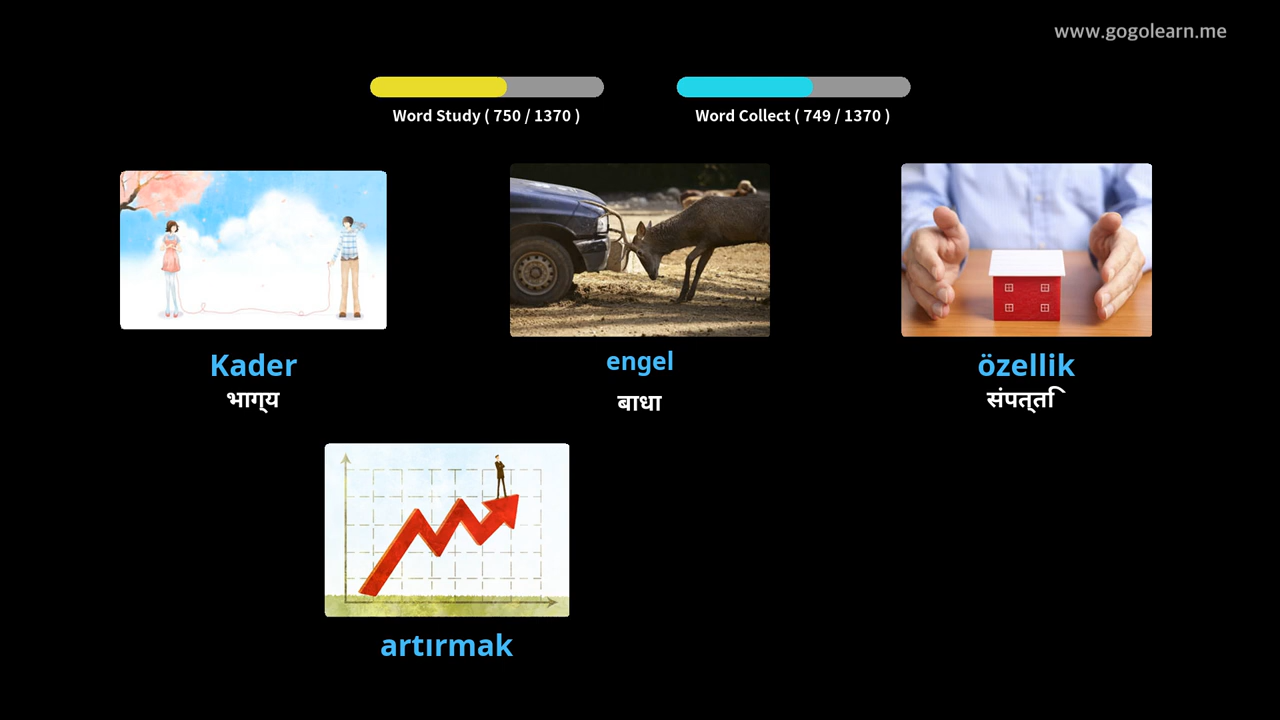 www.gogolearn.me
Word Study ( 750 / 1370 )
Word Collect ( 749 / 1370 )
Kader
भाग्य
engel
बाधा
özellik
संपत्ति
artırmak